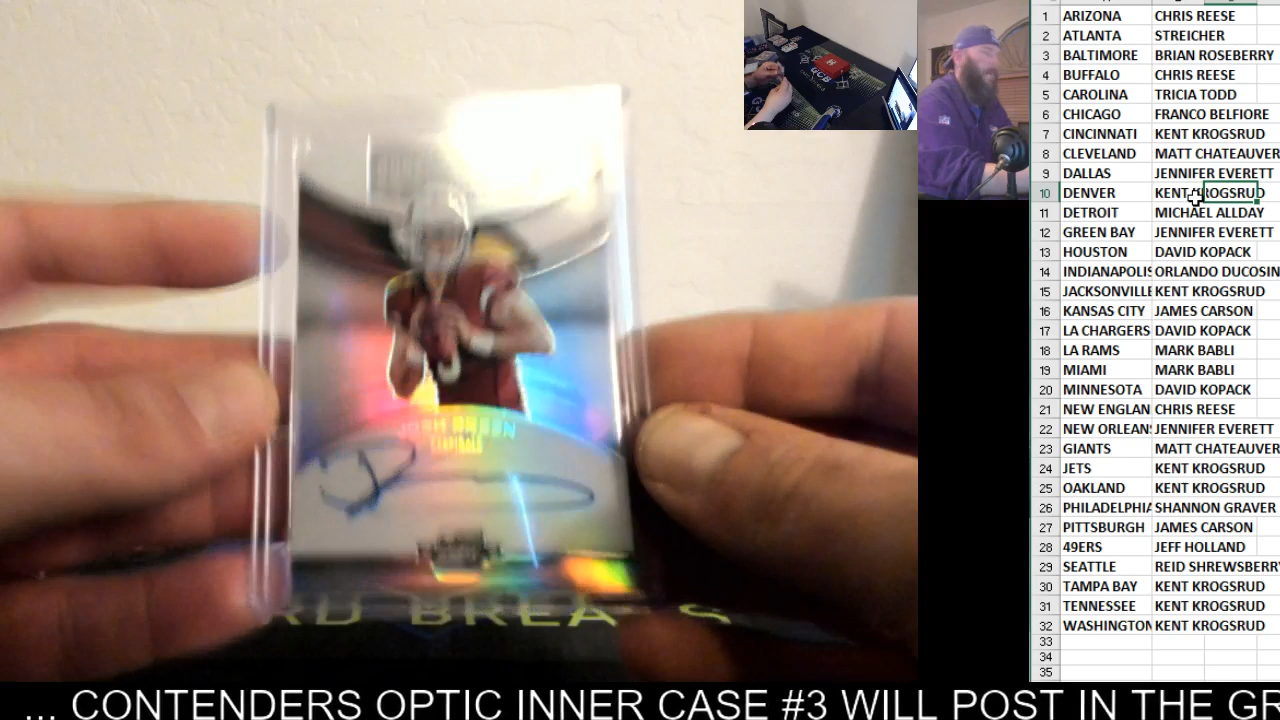 1 ARIZONA CHRIS REESE
2 ATLANTA STREICHER
3 BALTIMORE BRIAN ROSEBERRY
4 BUFFALO CHRIS REESE
5 CAROLINA TRICIA TODD
6 CHICAGO FRANCO BELFIORE
7 CINCINNATI KENT KROGSRUD
8 CLEVELAND MATT CHATEAUVER
9 DALLAS JENNIFER EVERETT
10 DENVER KENT KROGSRUD
11 DETROIT MICHAEL ALLDAY
12 GREEN BAY JENNIFER EVERETT
13 HOUSTON DAVID KOPACK
14 INDIANAPOLIS ORLANDO DUCOSIN
15 JACKSONVILLE KENT KROGSRUD
16 KANSAS CITY JAMES CARSON
17 LA CHARGERS DAVID KOPACK
18 LA RAMS MARK BABLI
19 MIAMI MARK BABLI
20 MINNESOTA DAVID KOPACK
21 NEW ENGLAN CHRIS REESE
22 NEW ORLEANS JENNIFER EVERETT
23 GIANTS MATT CHATEAUVER
24 JETS KENT KROGSRUD
25 OAKLAND KENT KROGSRUD
26 PHILADELPHIA SHANNON GRAVER
27 PITTSBURGH JAMES CARSON
28 49ERS JEFF HOLLAND
29 SEATTLE REID SHREWSBERRY
30 TAMPA BAY KENT KROGSRUD
31 TENNESSEE KENT KROGSRUD
32 WASHINGTON KENT KROGSRUD
33
34
35
RD BREA S
... CONTENDERS OPTIC INNER CASE #3 WILL POST IN THE GR